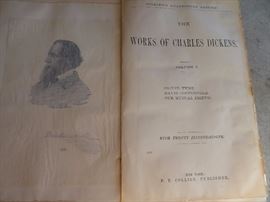 THE
WORKS OF CHARLES DICKENS.
VOLUME I.
OLIVER TWIST.
DAVID COPPERFIELD.
OUR MUTUAL FRIEND.
WITH TWENTY ILLUSTRATIONS.
NEW YORK:
P. F. COLLIER, PUBLISHER.